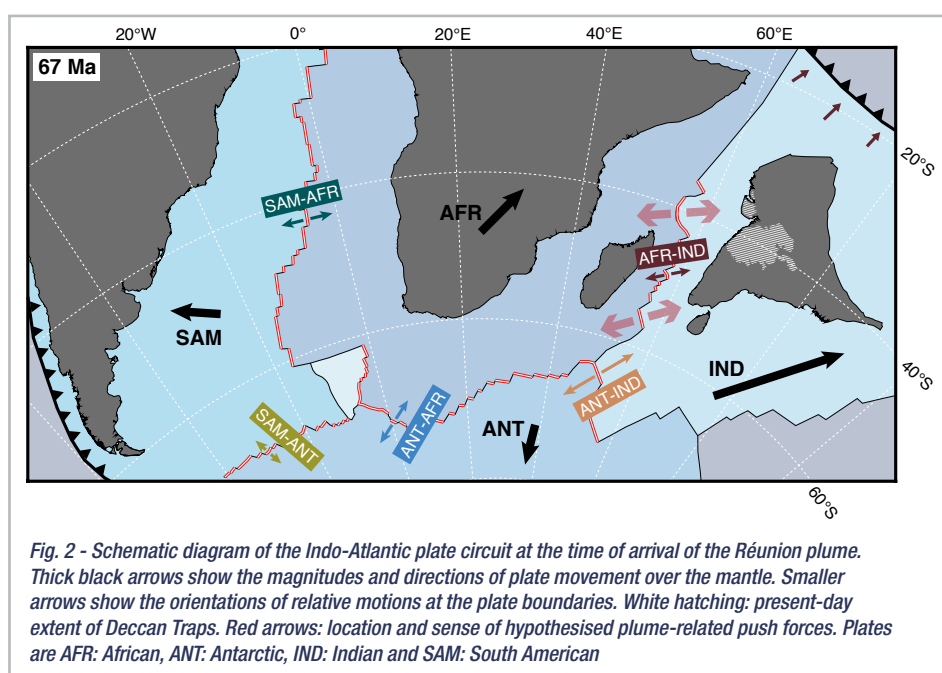 20°W 0° 20°E 40°E 60°E
67 Ma
20°S
SAM-AFR
AFR
AFR-IND
SAM
IND
40°S
ANT-IND
SAM-ANT
ANT-AFR
ANT
60°S
Fig. 2 - Schematic diagram of the Indo-Atlantic plate circuit at the time of arrival of the Réunion plume.
Thick black arrows show the magnitudes and directions of plate movement over the mantle. Smaller
arrows show the orientations of relative motions at the plate boundaries. White hatching: present-day
extent of Deccan Traps. Red arrows: location and sense of hypothesised plume-related push forces. Plates
are AFR: African, ANT: Antarctic, IND: Indian and SAM: South American